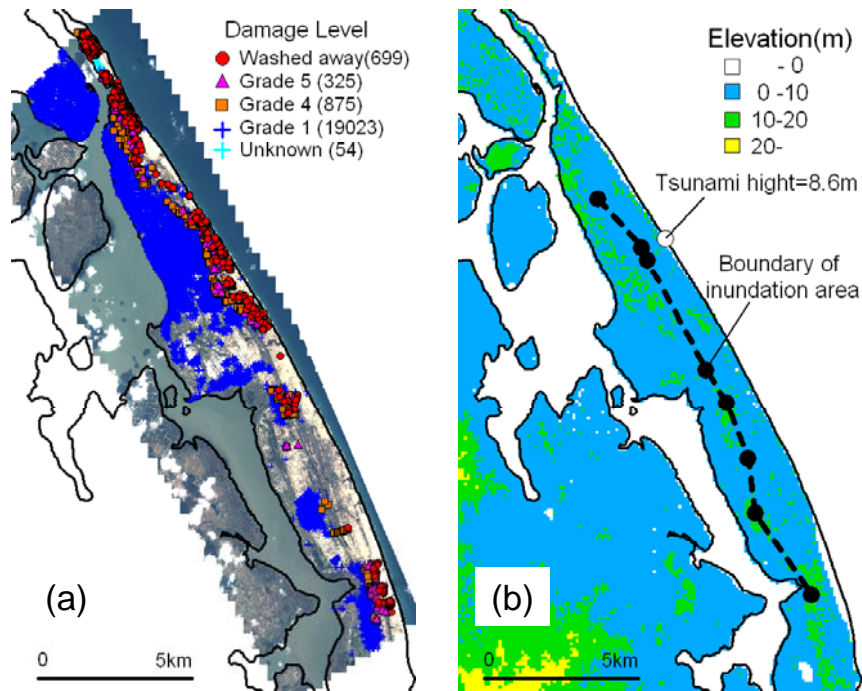 Damage Level
Washed away(699)
Grade 5 (325)
Grade 4 (875)
Grade 1 (19023)
Unknown (54)
(a)
0 5km
Elevation(m)
- 0
0 -10
10-20
20-
Tsunami hight=8.6m
Boundary of
inundation area
(b)
0 5km